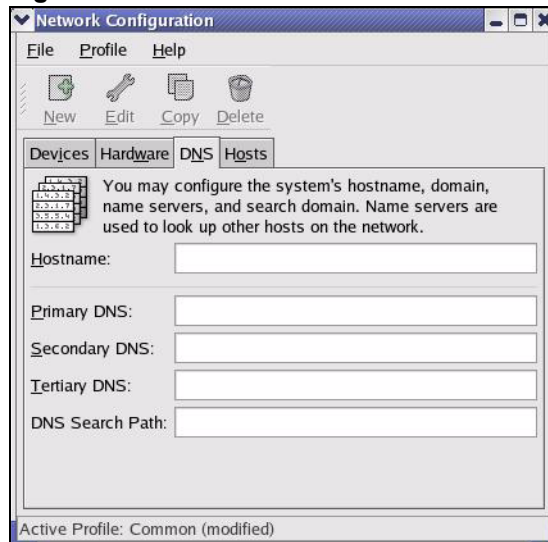 Network Configuration
File Profile Help
New Edit Copy Delete
Devices Hardware DNS Hosts
You may configure the system's hostname, domain,
name servers, and search domain. Name servers are
used to look up other hosts on the network.
Hostname:
Primary DNS:
Secondary DNS:
Tertiary DNS:
DNS Search Path:
Active Profile: Common (modified)